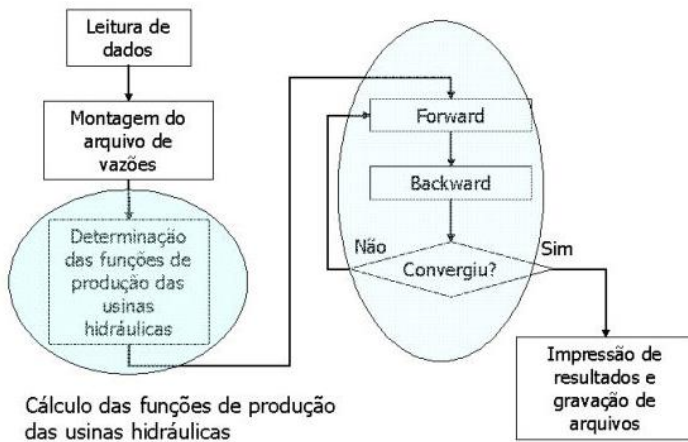 Leitura de
dados
Montagem do
arquivo de
vazões
Determinação
das funções de
produção das
usinas
hidráulicas
Cálculo das funções de produção
das usinas hidráulicas
Forward
Backward
Não
Convergiu?
Sim
Impressão de
resultados e
gravação de
arquivos